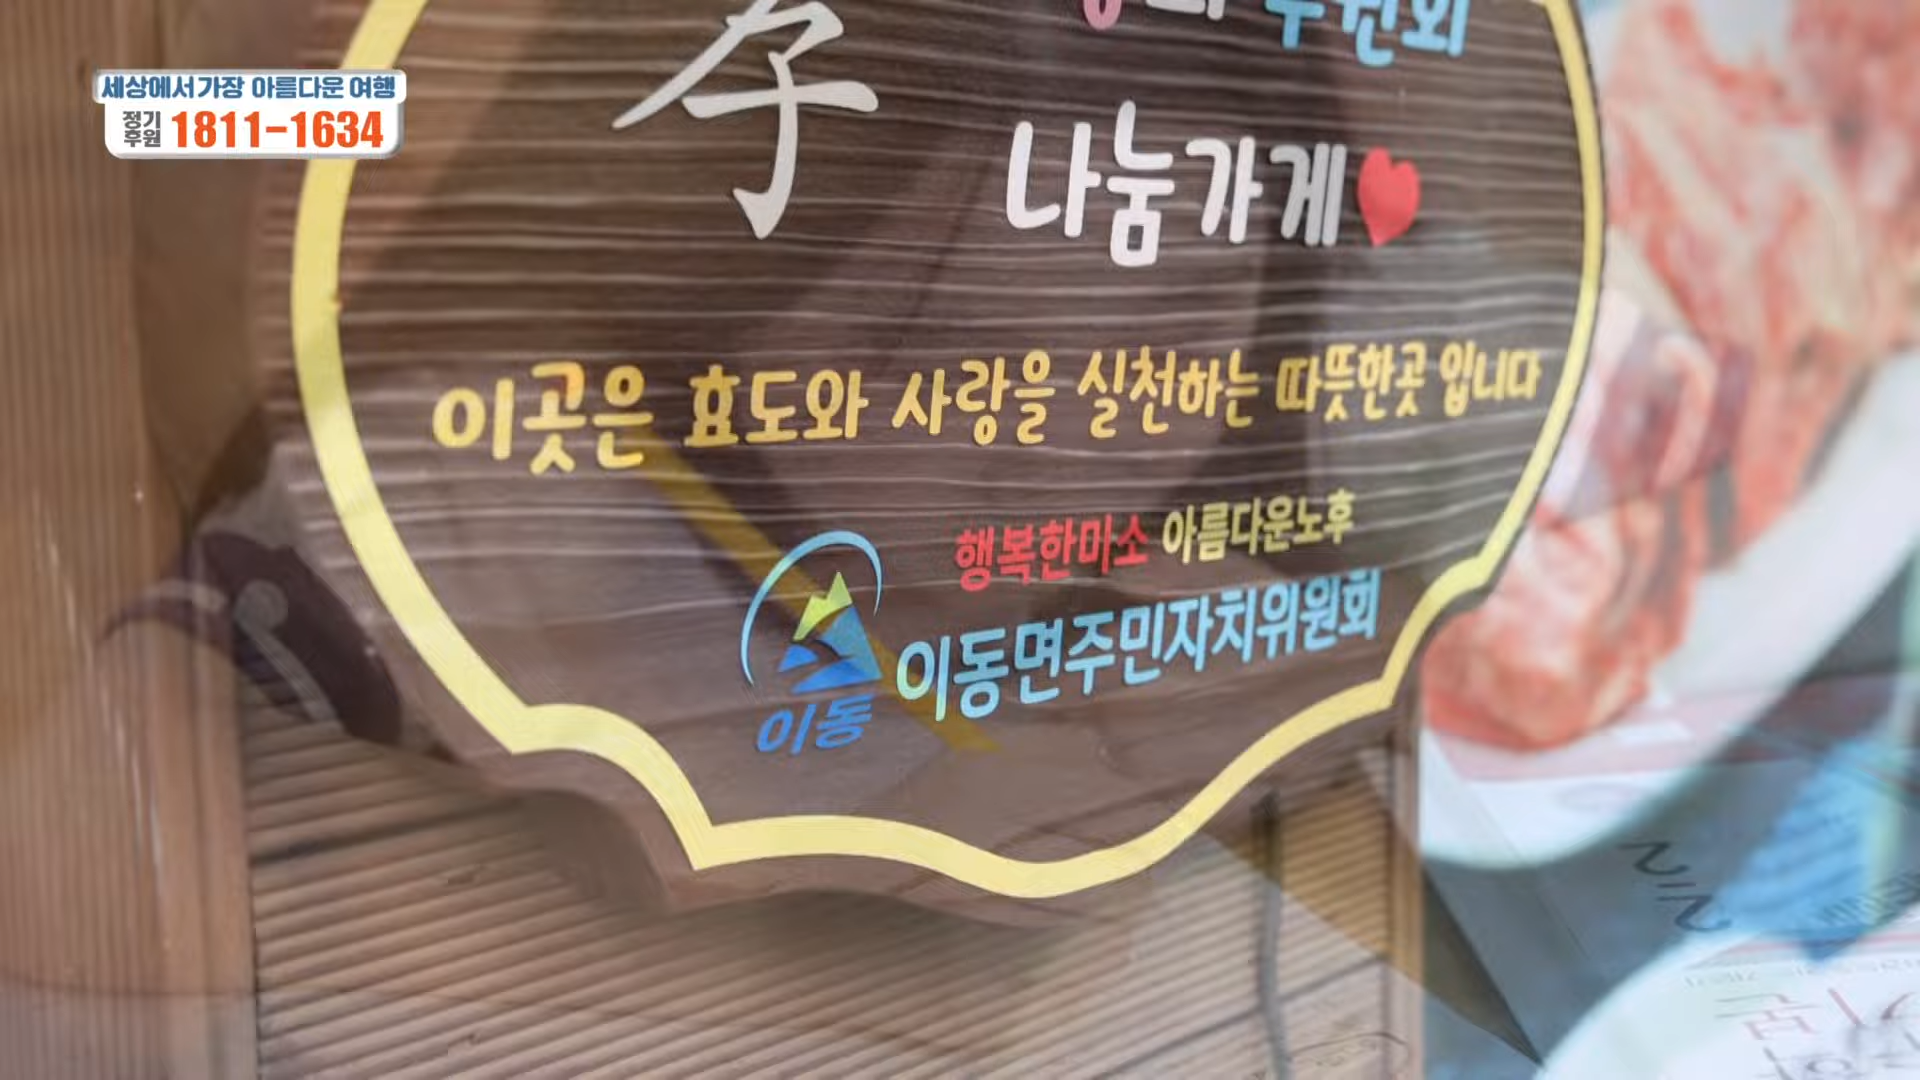 세상에서 가장 아름다운 여행
정기후원 1811-1634
후원회
나눔가게
이곳은 효도와 사랑을 실천하는 따뜻한곳 입니다
행복한미소 아름다운노후
이동면주민자치위원회
이동